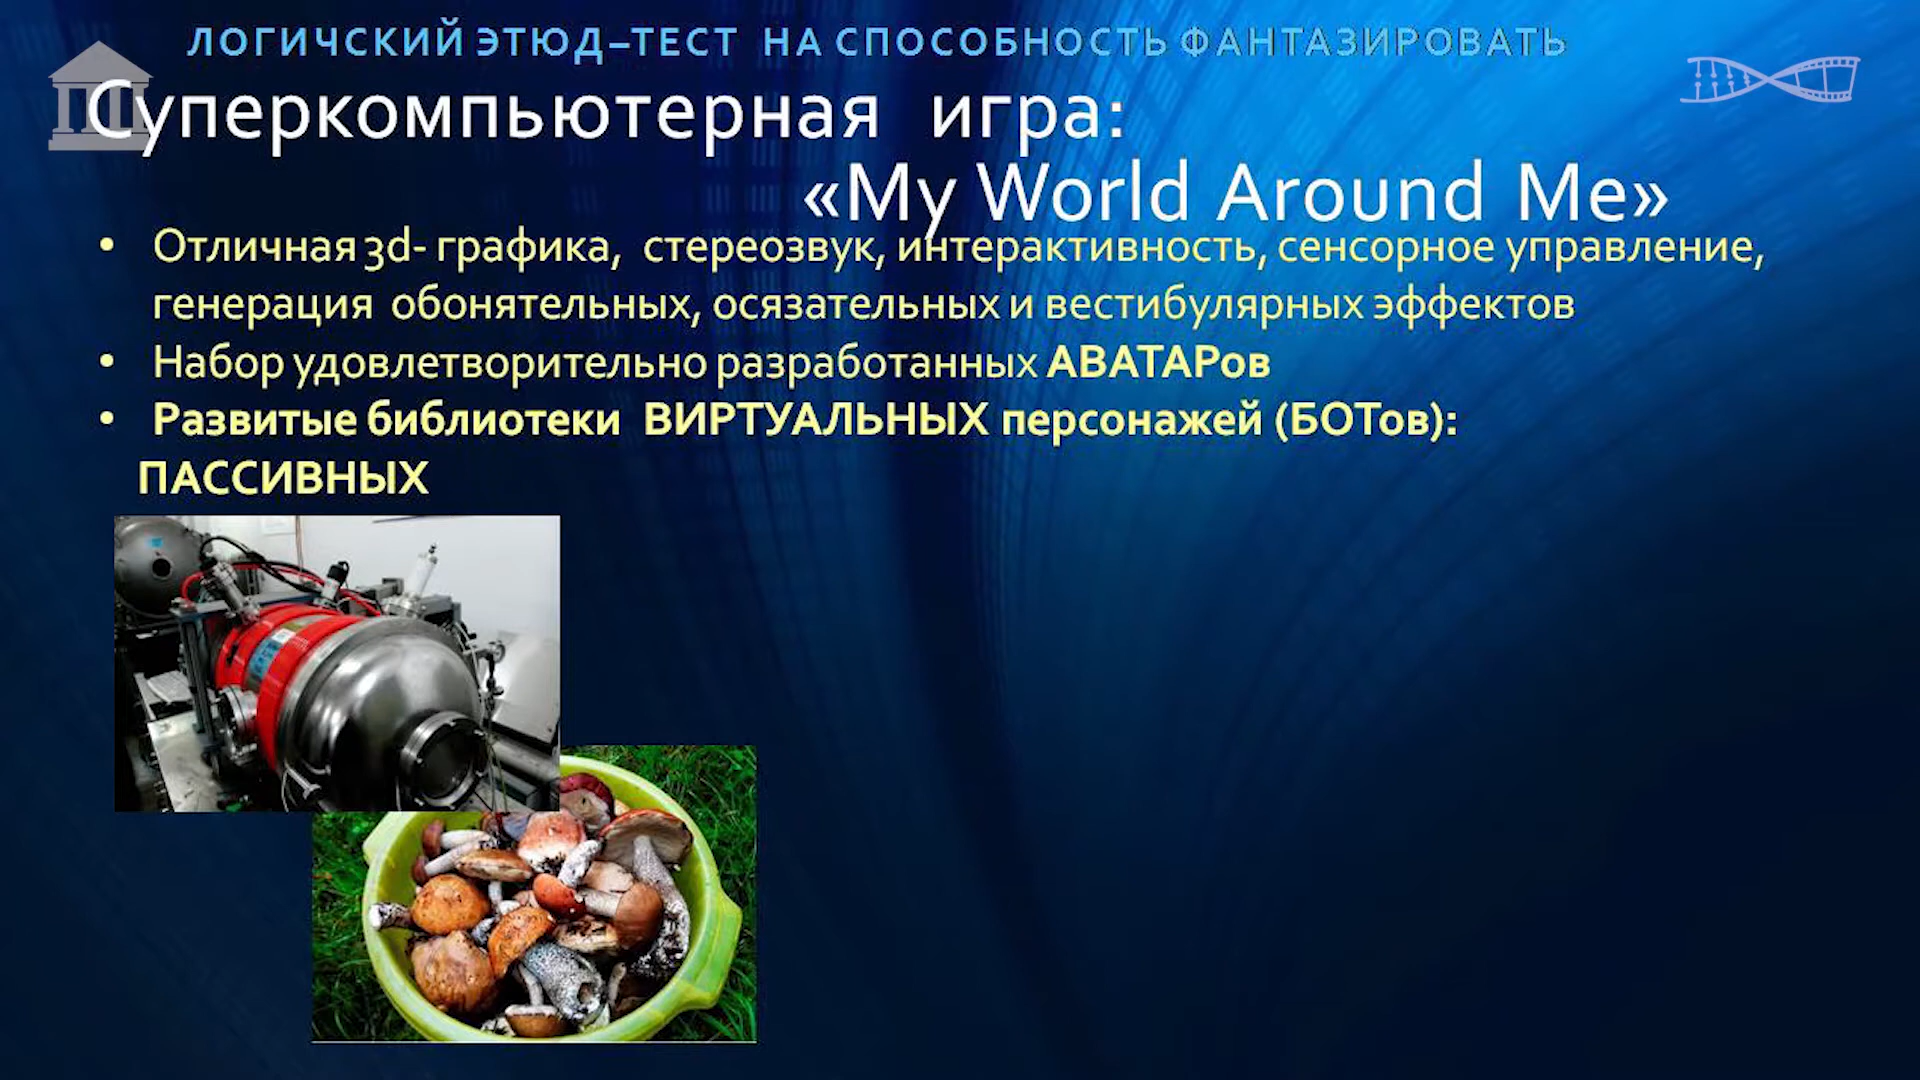 ЛОГИЧСКИЙ ЭТЮД–ТЕСТ НА СПОСОБНОСТЬ ФАНТАЗИРОВАТЬ
Суперкомпьютерная игра:
«My World Around Me»
• Отличная 3d- графика, стереозвук, интерактивность, сенсорное управление,
генерация обонятельных, осязательных и вестибулярных эффектов
• Набор удовлетворительно разработанных АВАТАРов
• Развитые библиотеки ВИРТУАЛЬНЫХ персонажей (БОТов):
ПАССИВНЫХ